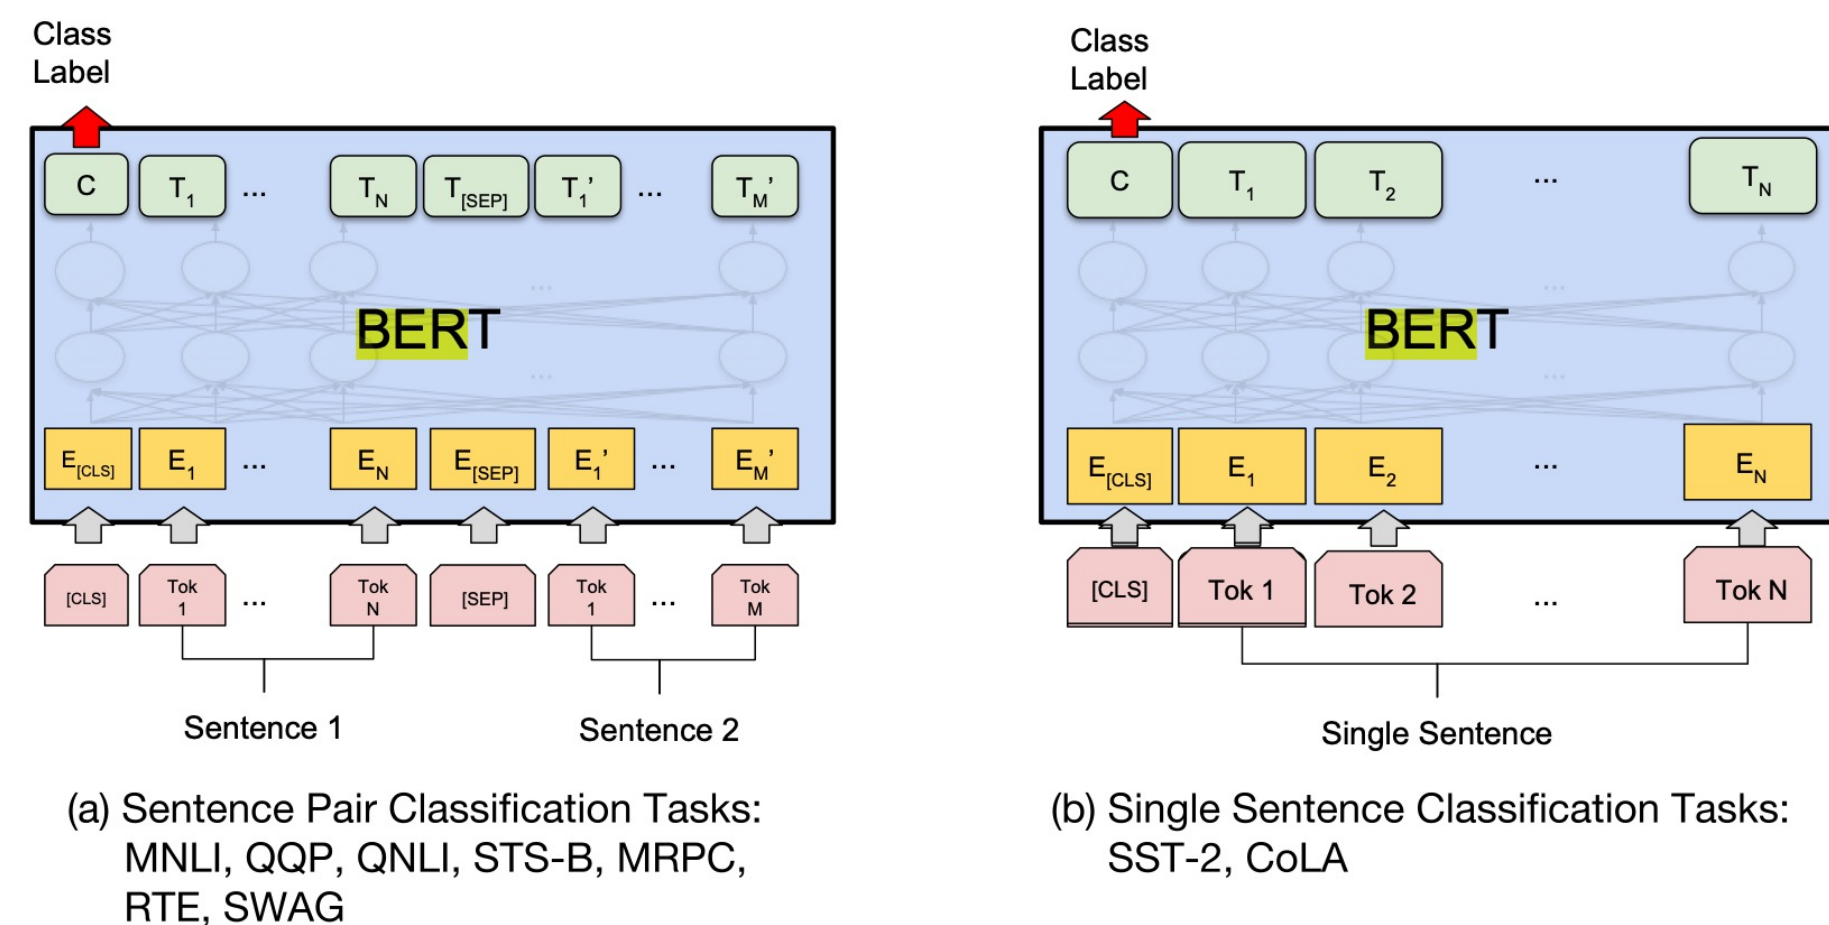 Class
Label
C T1 ... TN T[SEP] T1’ ... TM’
...
BERT
...
E[CLS] E1 ... EN E[SEP] E1’ ... EM’
[CLS] Tok 1 ... Tok N [SEP] Tok 1 ... Tok M
Sentence 1 Sentence 2
(a) Sentence Pair Classification Tasks:
MNLI, QQP, QNLI, STS-B, MRPC,
RTE, SWAG
Class
Label
C T1 T2 ... TN
...
BERT
...
E[CLS] E1 E2 ... EN
[CLS] Tok 1 Tok 2 ... Tok N
Single Sentence
(b) Single Sentence Classification Tasks:
SST-2, CoLA